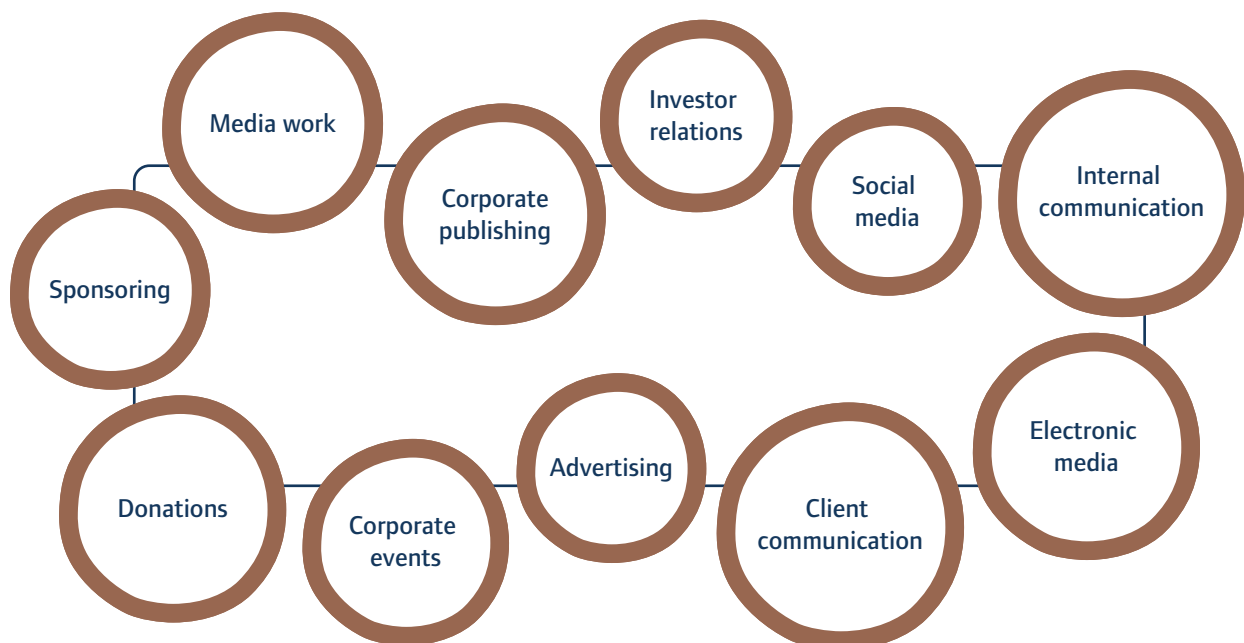 Media work
Corporate
publishing
Investor
relations
Social
media
Internal
communication
Sponsoring
Electronic
media
Donations
Corporate
events
Advertising
Client
communication